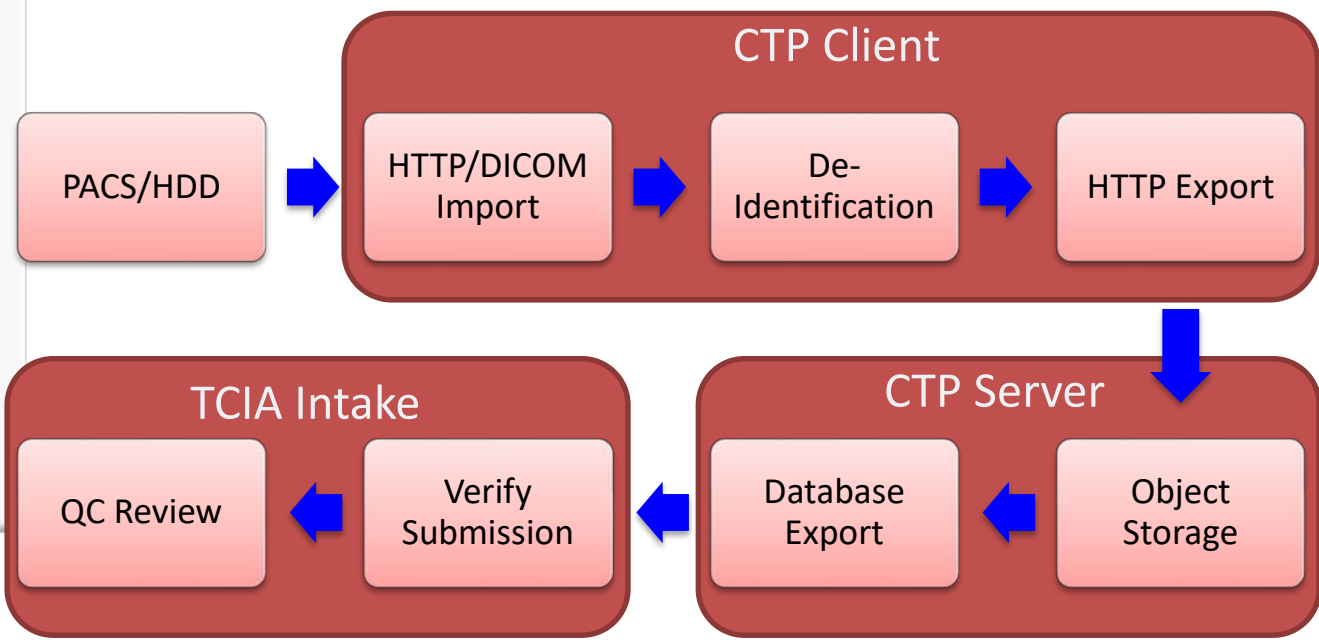 CTP Client
PACS/HDD
HTTP/DICOM
Import
De-
Identification
HTTP Export
TCIA Intake
QC Review
Verify
Submission
CTP Server
Database
Export
Object
Storage